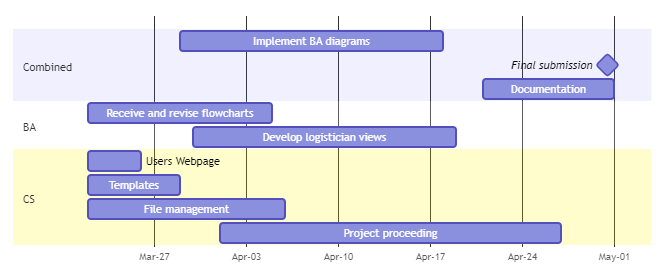 Implement BA diagrams
Combined
Final submission
Documentation
Receive and revise flowcharts
BA
Develop logistician views
Users Webpage
Templates
CS
File management
Project proceeding
Mar-27 Apr-03 Apr-10 Apr-17 Apr-24 May-01